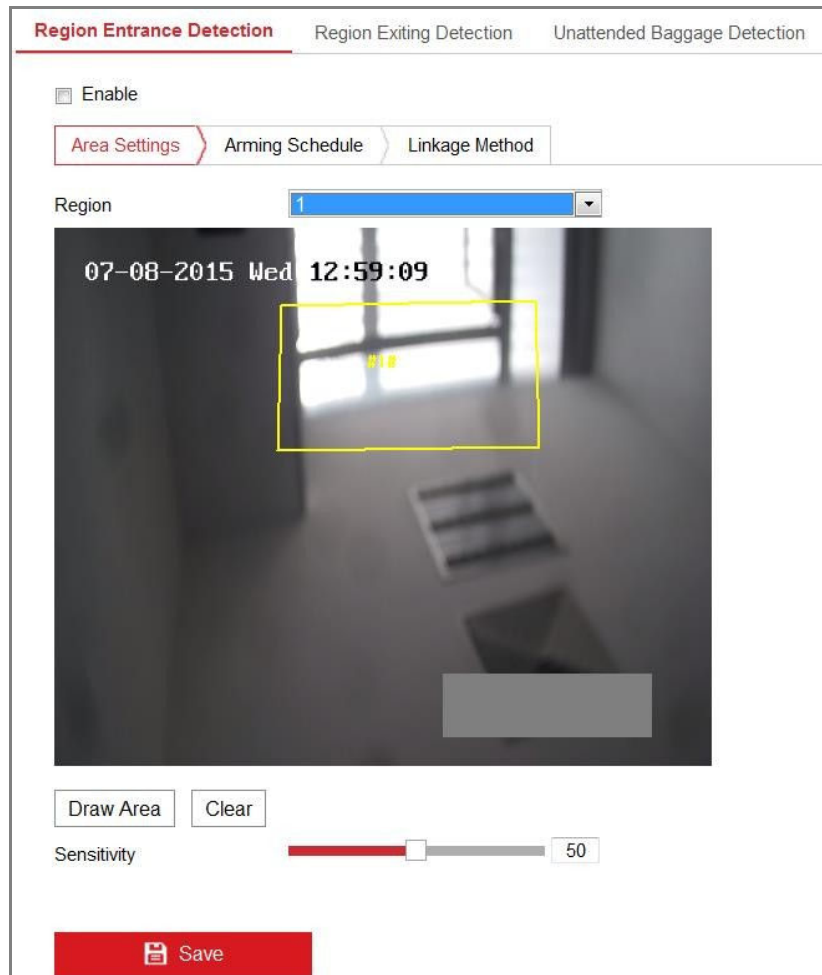 Region Entrance Detection Region Exiting Detection Unattended Baggage Detection
Enable
Area Settings Arming Schedule Linkage Method
Region 1
07-08-2015 Wed 12:59:09
#1#
Draw Area Clear
Sensitivity 50
Save